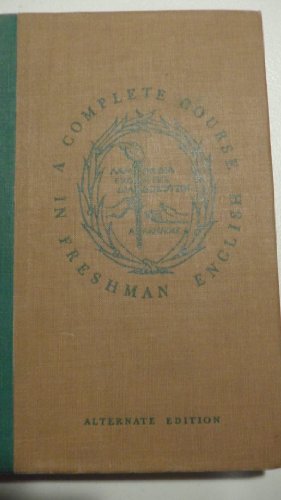 A COMPLETE COURSE
IN FRESHMAN ENGLISH
ALTERNATE EDITION